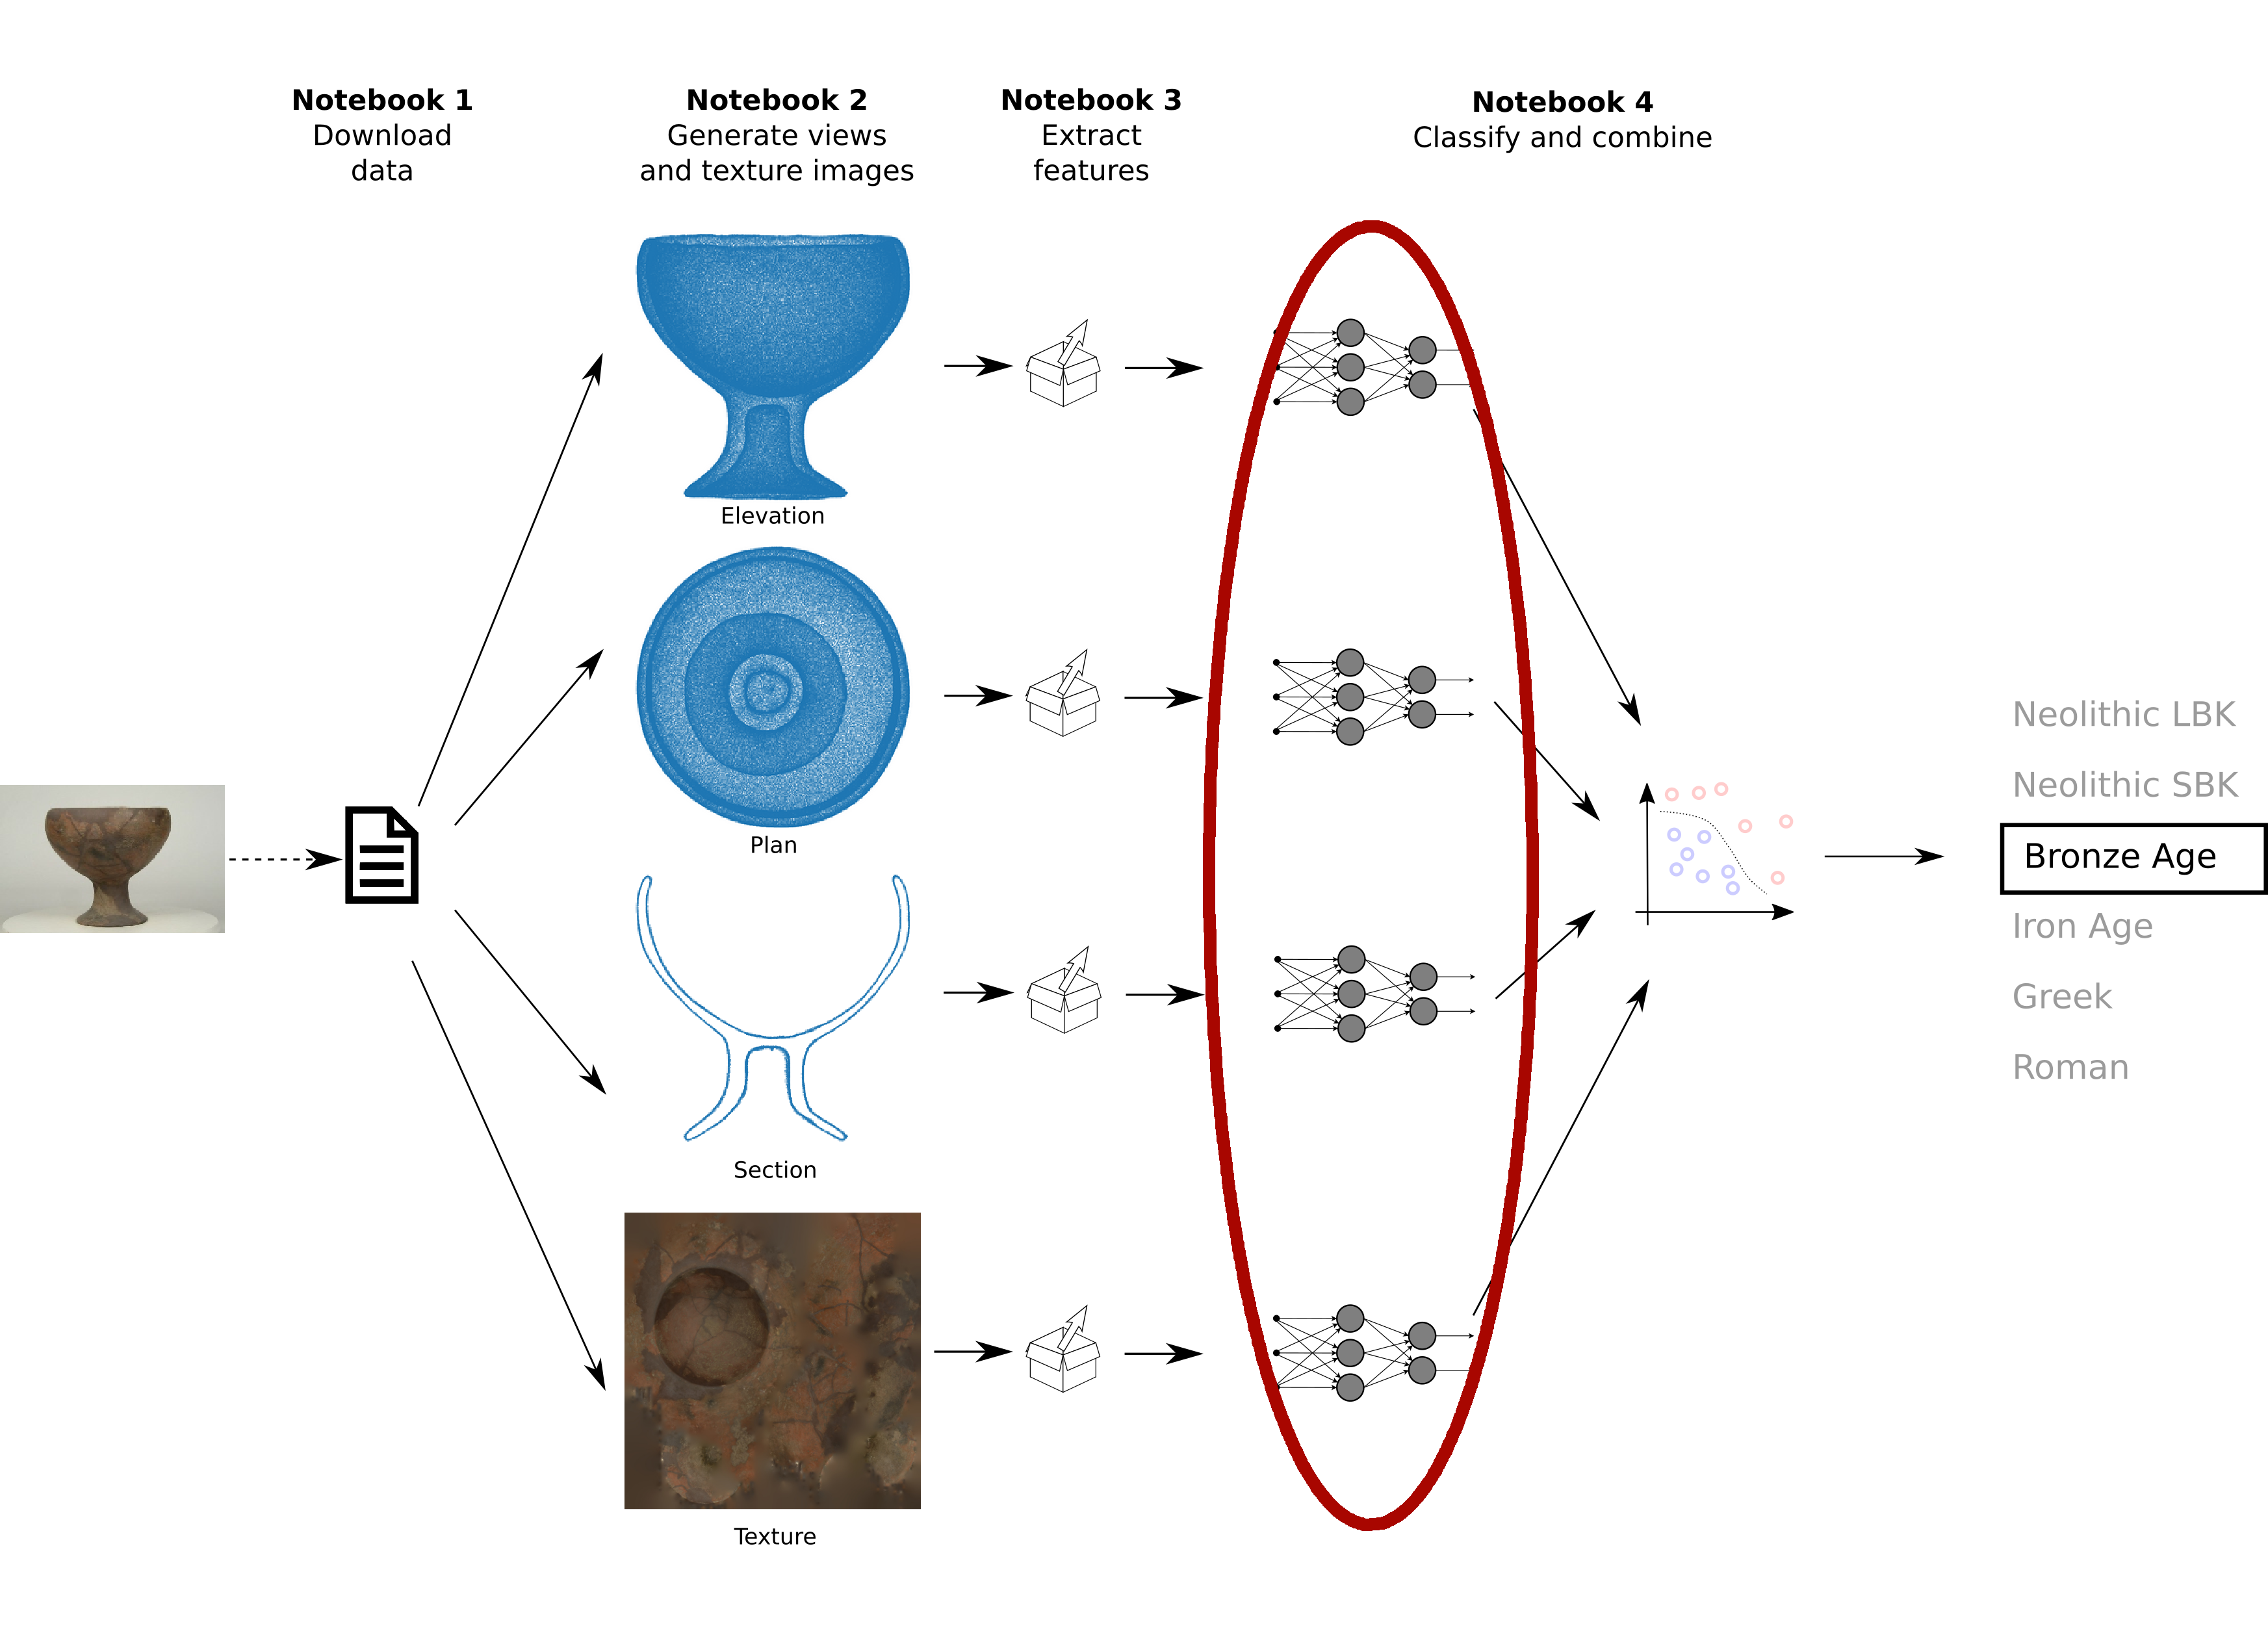 Notebook 1
Download
data
Notebook 2
Generate views
and texture images
Notebook 3
Extract
features
Notebook 4
Classify and combine
Elevation
Plan
Section
Texture
Neolithic LBK
Neolithic SBK
Bronze Age
Iron Age
Greek
Roman